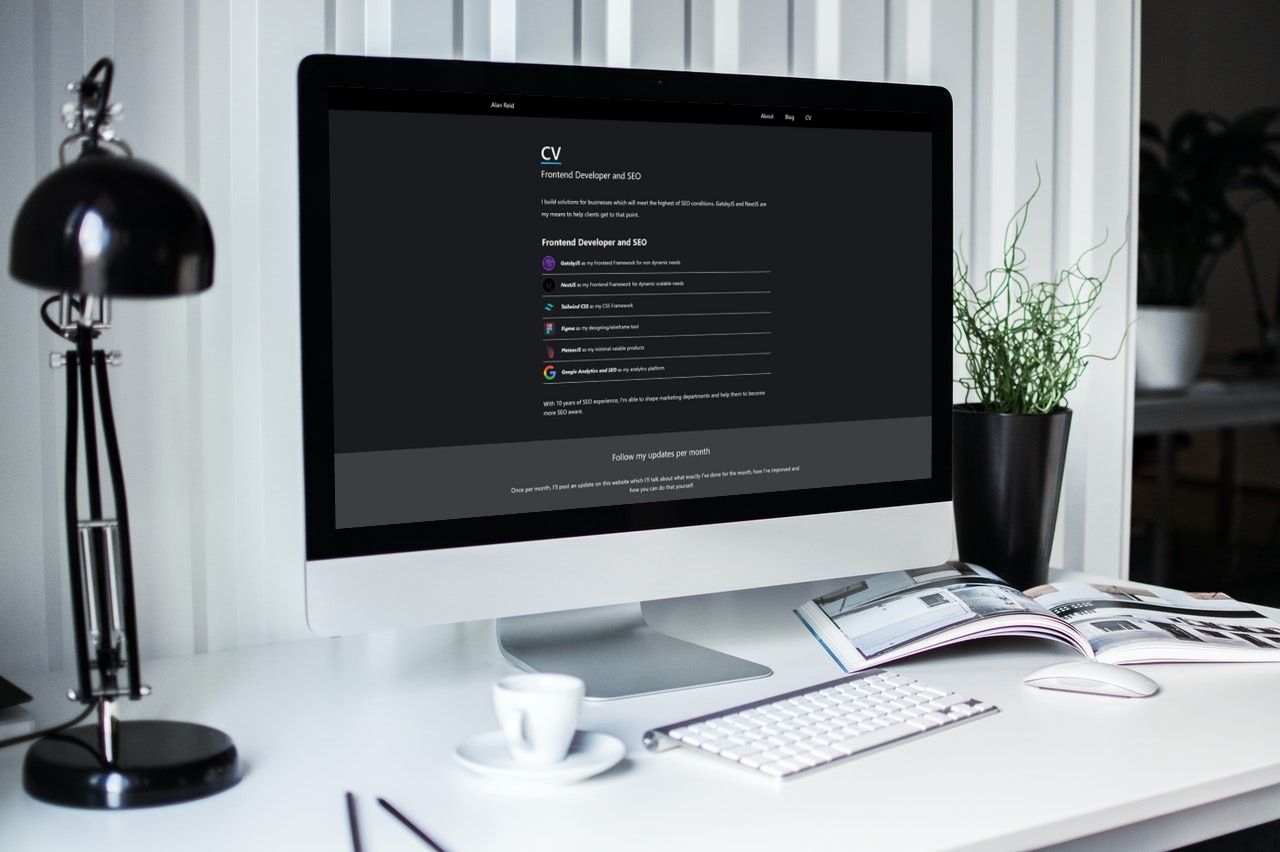 Alan Reid
About Blog CV
CV
Frontend Developer and SEO
I build solutions for businesses which will meet the highest of SEO conditions. GatsbyJS and NextJS are
my means to help clients get to that point.
Frontend Developer and SEO
GatsbyJS as my Frontend Framework for non dynamic needs
NextJS as my Frontend Framework for dynamic scalable needs
Tailwind CSS as my CSS Framework
Figma as my designing/wireframe tool
MeteorJS as my minimal vaiable products
Google Analytics and SEO as my analytics platform
With 10 years of SEO experience, I'm able to shape marketing departments and help them to become
more SEO aware.
Follow my updates per month
Once per month, I'll post an update on this website which I'll talk about what exactly I've done for the month, how I've improved and
how you can do that yourself.